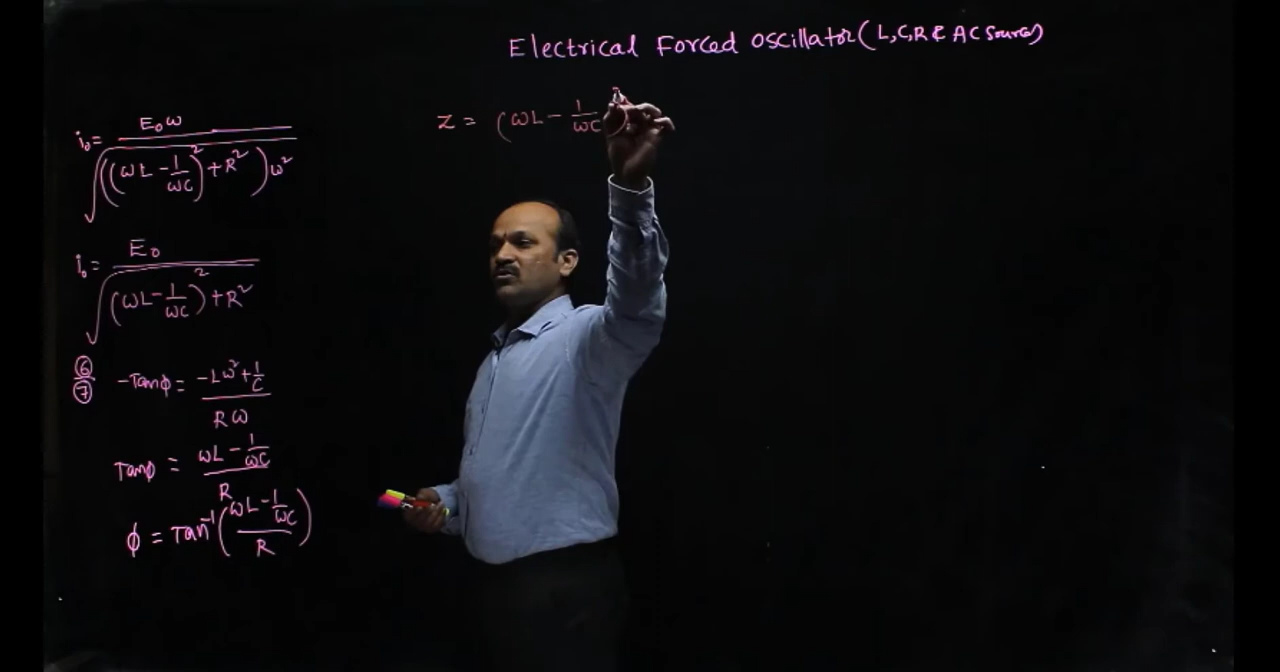 Electrical Forced Oscillator (L,C,R & AC Source)
i₀ = E₀ω / √(((ωL - 1/ωC)² + R²)ω²)
i₀ = E₀ / √((ωL - 1/ωC)² + R²)
⑥/⑦ -Tanϕ = (-Lω² + 1/C) / Rω
Tanϕ = (ωL - 1/ωC) / R
ϕ = Tan⁻¹((ωL - 1/ωC) / R)
Z = (ωL - 1/ωC)